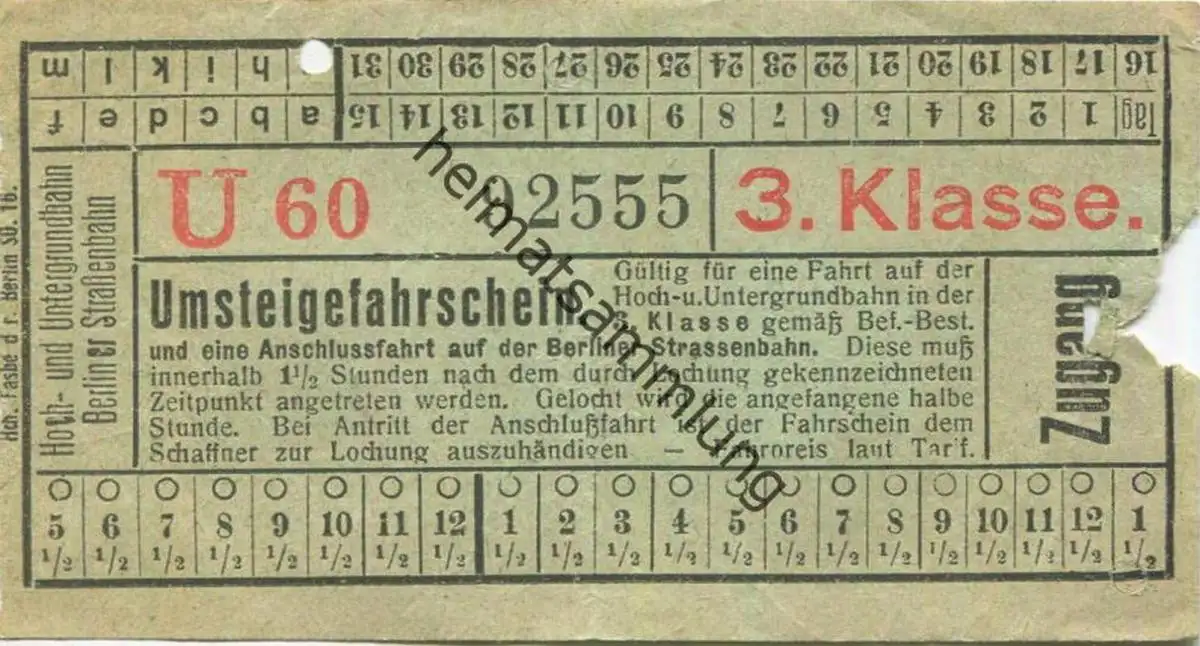 m l k i h 31 30 29 28 27 26 25 24 23 22 21 20 19 18 17 16
f e d c b a 15 14 13 12 11 10 9 8 7 6 5 4 3 2 1 Tag
Hch. Fasbe d r. Berlin SO. 16.
Hoch- und Untergrundbahn
Berliner Staßenbahn
U 60 92555 3. Klasse.
Umsteigefahrschein. Gültig für eine Fahrt auf der
Hoch-u.Untergrundbahn in der
3. Klasse gemäß Bef.-Best.
und eine Anschlussfahrt auf der Berliner Strassenbahn. Diese muß
innerhalb 1½ Stunden nach dem durch Lochung gekennzeichneten
Zeitpunkt angetreten werden. Gelocht wird die angefangene halbe
Stunde. Bei Antritt der Anschlußfahrt ist der Fahrschein dem
Schaffner zur Lochung auszuhändigen — Fahrpreis laut Tarif.
Zugang
5 6 7 8 9 10 11 12 1 2 3 4 5 6 7 8 9 10 11 12 1
1/2 1/2 1/2 1/2 1/2 1/2 1/2 1/2 1/2 1/2 1/2 1/2 1/2 1/2 1/2 1/2 1/2 1/2 1/2 1/2 1/2
heimatsammlung